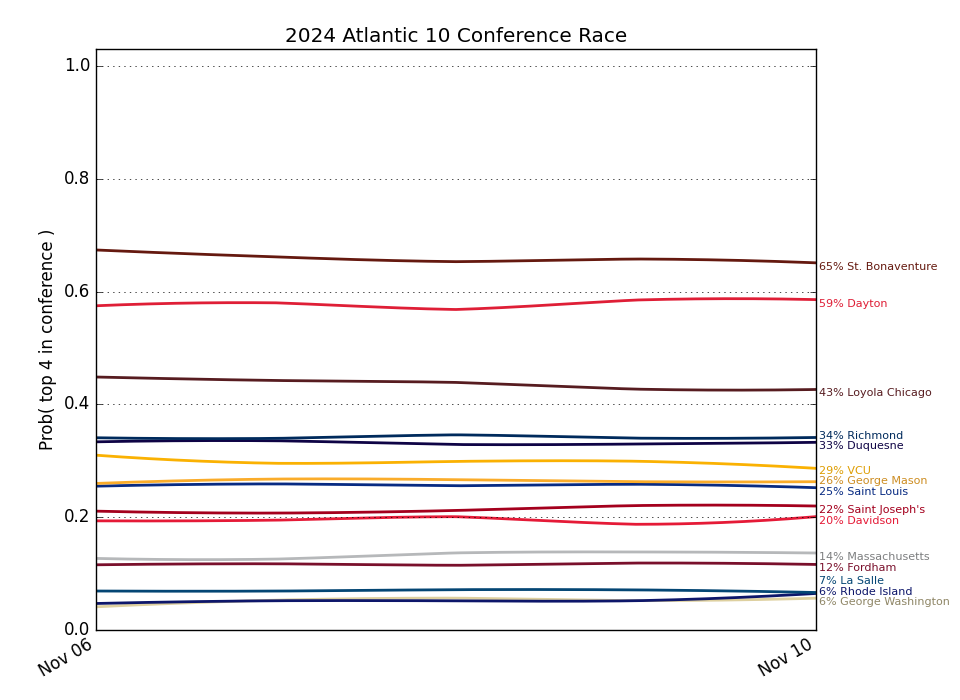 2024 Atlantic 10 Conference Race
1.0
0.8
0.6
0.4
0.2
0.0
Prob( top 4 in conference )
Nov 06
Nov 10
65% St. Bonaventure
59% Dayton
43% Loyola Chicago
34% Richmond
33% Duquesne
29% VCU
26% George Mason
25% Saint Louis
22% Saint Joseph's
20% Davidson
14% Massachusetts
12% Fordham
7% La Salle
6% Rhode Island
6% George Washington